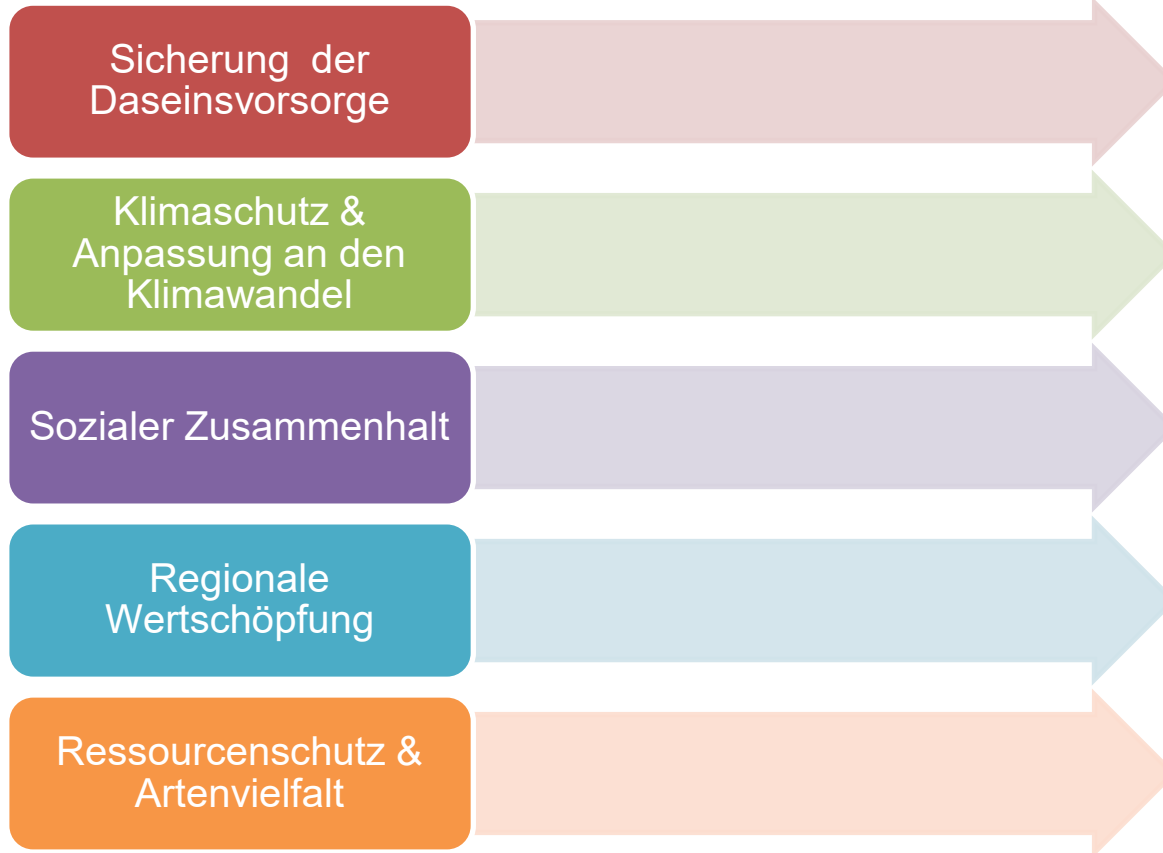 Sicherung  der
Daseinsvorsorge
Klimaschutz &
Anpassung an den
Klimawandel
Sozialer Zusammenhalt
Regionale
Wertschöpfung
Ressourcenschutz &
Artenvielfalt